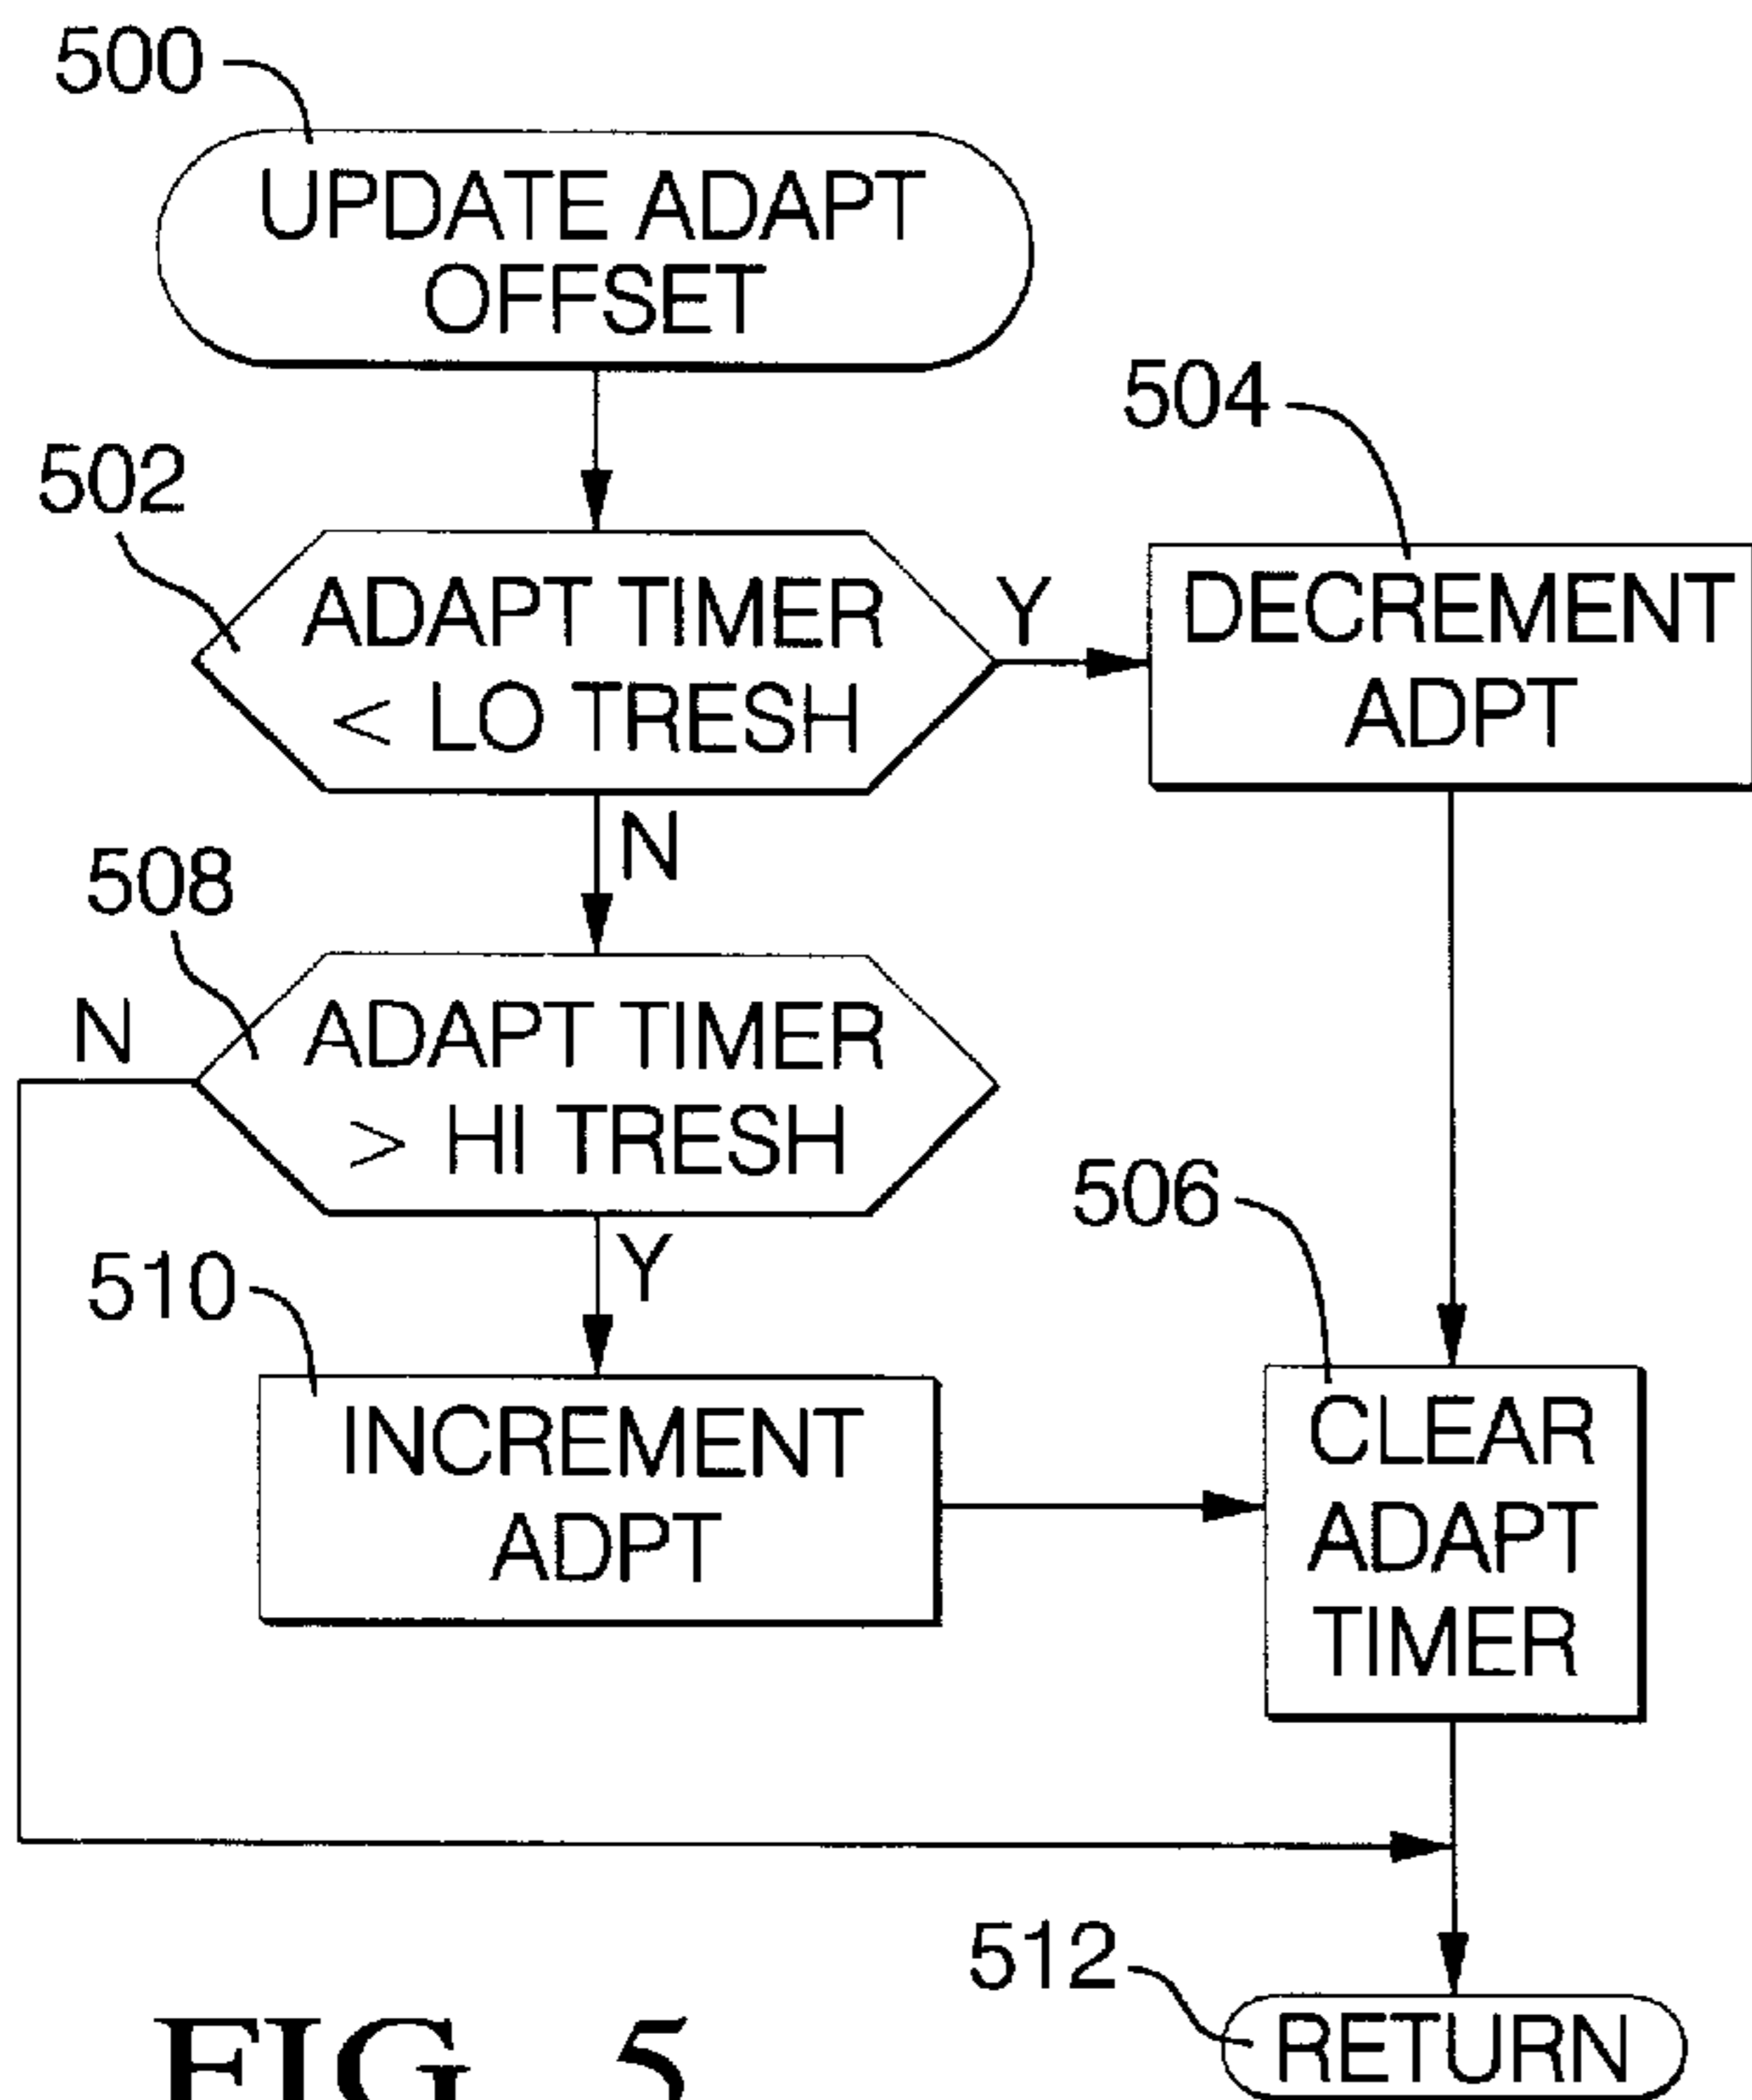 500
UPDATE ADAPT
OFFSET
502
ADAPT TIMER
< LO TRESH
Y
504
DECREMENT
ADPT
N
508
N
ADAPT TIMER
> HI TRESH
Y
506
510
INCREMENT
ADPT
CLEAR
ADAPT
TIMER
512
RETURN
FIG. 5